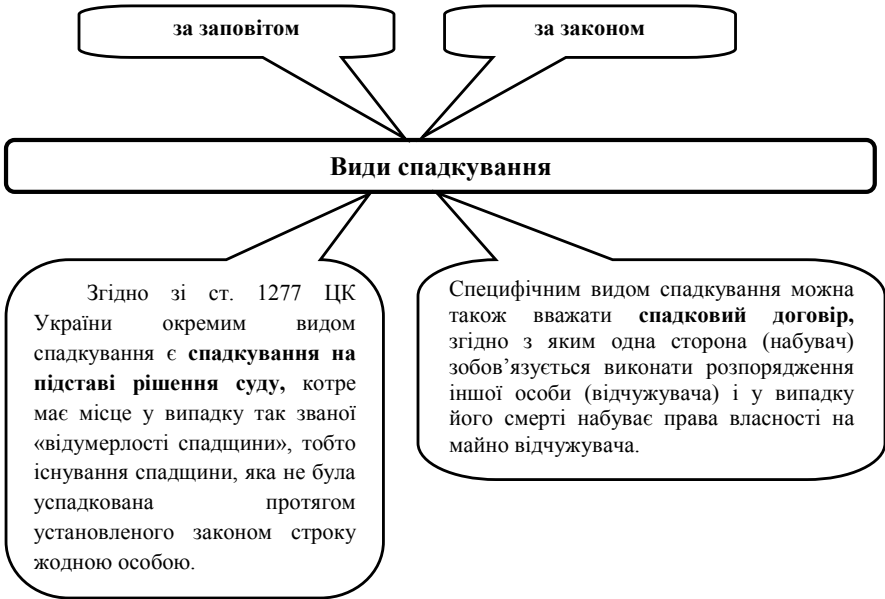 за заповітом
за законом
Види спадкування
Згідно зі ст. 1277 ЦК
України окремим видом
спадкування є спадкування на
підставі рішення суду, котре
має місце у випадку так званої
«відумерлості спадщини», тобто
існування спадщини, яка не була
успадкована протягом
установленого законом строку
жодною особою.
Специфічним видом спадкування можна
також вважати спадковий договір,
згідно з яким одна сторона (набувач)
зобов’язується виконати розпорядження
іншої особи (відчужувача) і у випадку
його смерті набуває права власності на
майно відчужувача.